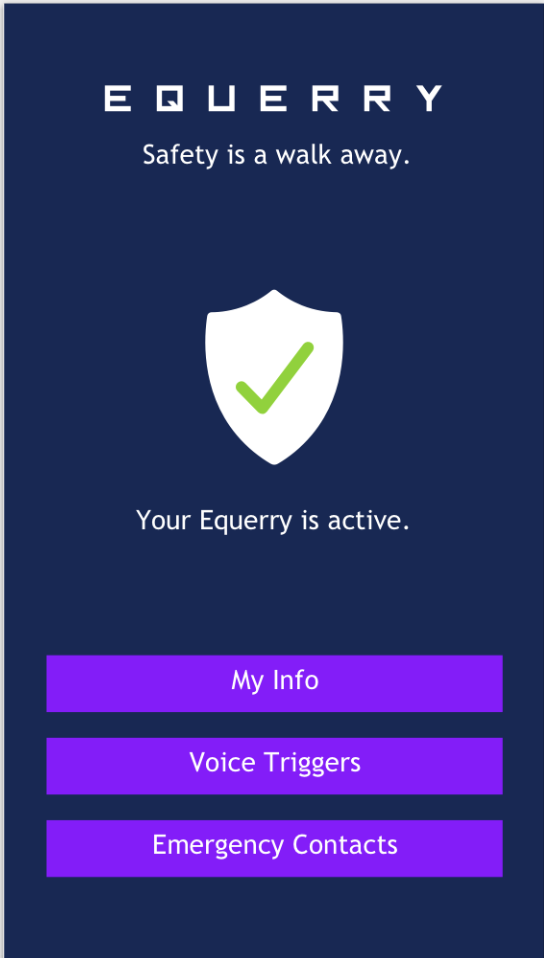 EQUERRY
Safety is a walk away.
Your Equerry is active.
My Info
Voice Triggers
Emergency Contacts